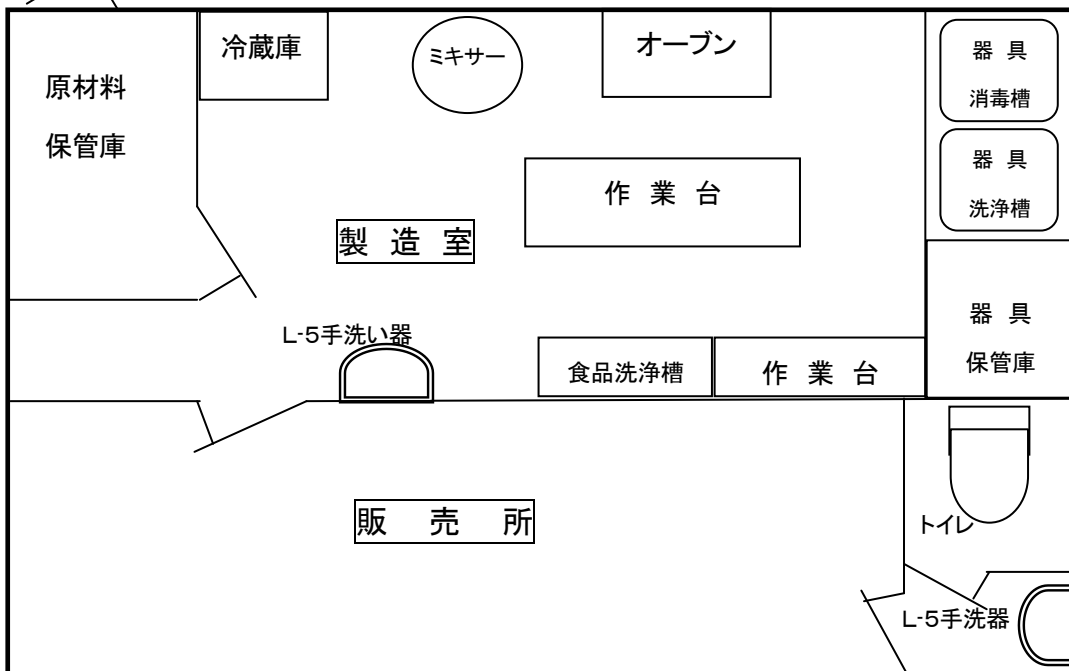 冷蔵庫
ミキサー
オーブン
器 具
消毒槽
原材料
保管庫
器 具
洗浄槽
作 業 台
製 造 室
L-5手洗い器
食品洗浄槽
作 業 台
器 具
保管庫
販 売 所
トイレ
L-5手洗器